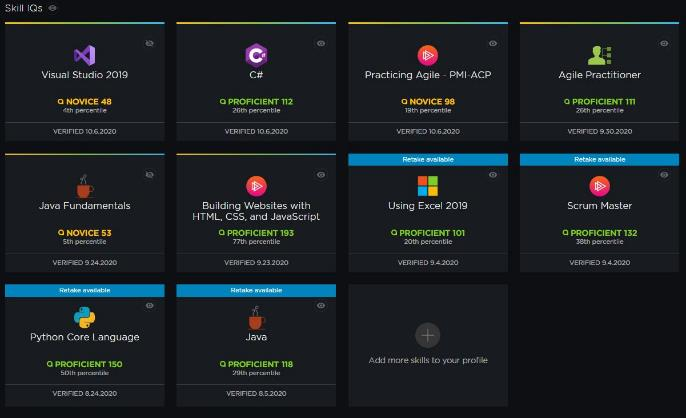 Skill IQs
Visual Studio 2019
NOVICE 48
4th percentile
VERIFIED 10.6.2020
C#
PROFICIENT 112
26th percentile
VERIFIED 10.6.2020
Practicing Agile - PMI-ACP
NOVICE 98
19th percentile
VERIFIED 10.6.2020
Agile Practitioner
PROFICIENT 111
26th percentile
VERIFIED 9.30.2020
Java Fundamentals
NOVICE 53
5th percentile
VERIFIED 9.24.2020
Building Websites with
HTML, CSS, and JavaScript
PROFICIENT 193
77th percentile
VERIFIED 9.23.2020
Retake available
Using Excel 2019
PROFICIENT 101
20th percentile
VERIFIED 9.4.2020
Retake available
Scrum Master
PROFICIENT 132
38th percentile
VERIFIED 9.4.2020
Retake available
Python Core Language
PROFICIENT 150
50th percentile
VERIFIED 8.24.2020
Retake available
Java
PROFICIENT 118
29th percentile
VERIFIED 8.5.2020
Add more skills to your profile